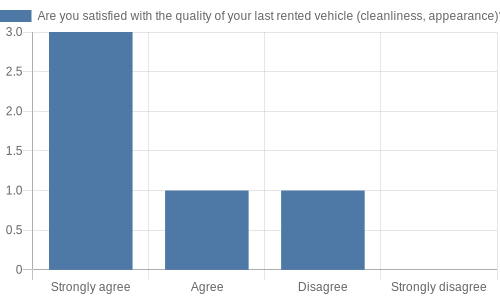 Are you satisfied with the quality of your last rented vehicle (cleanliness, appearance)?
3.0
2.5
2.0
1.5
1.0
0.5
0
Strongly agree
Agree
Disagree
Strongly disagree